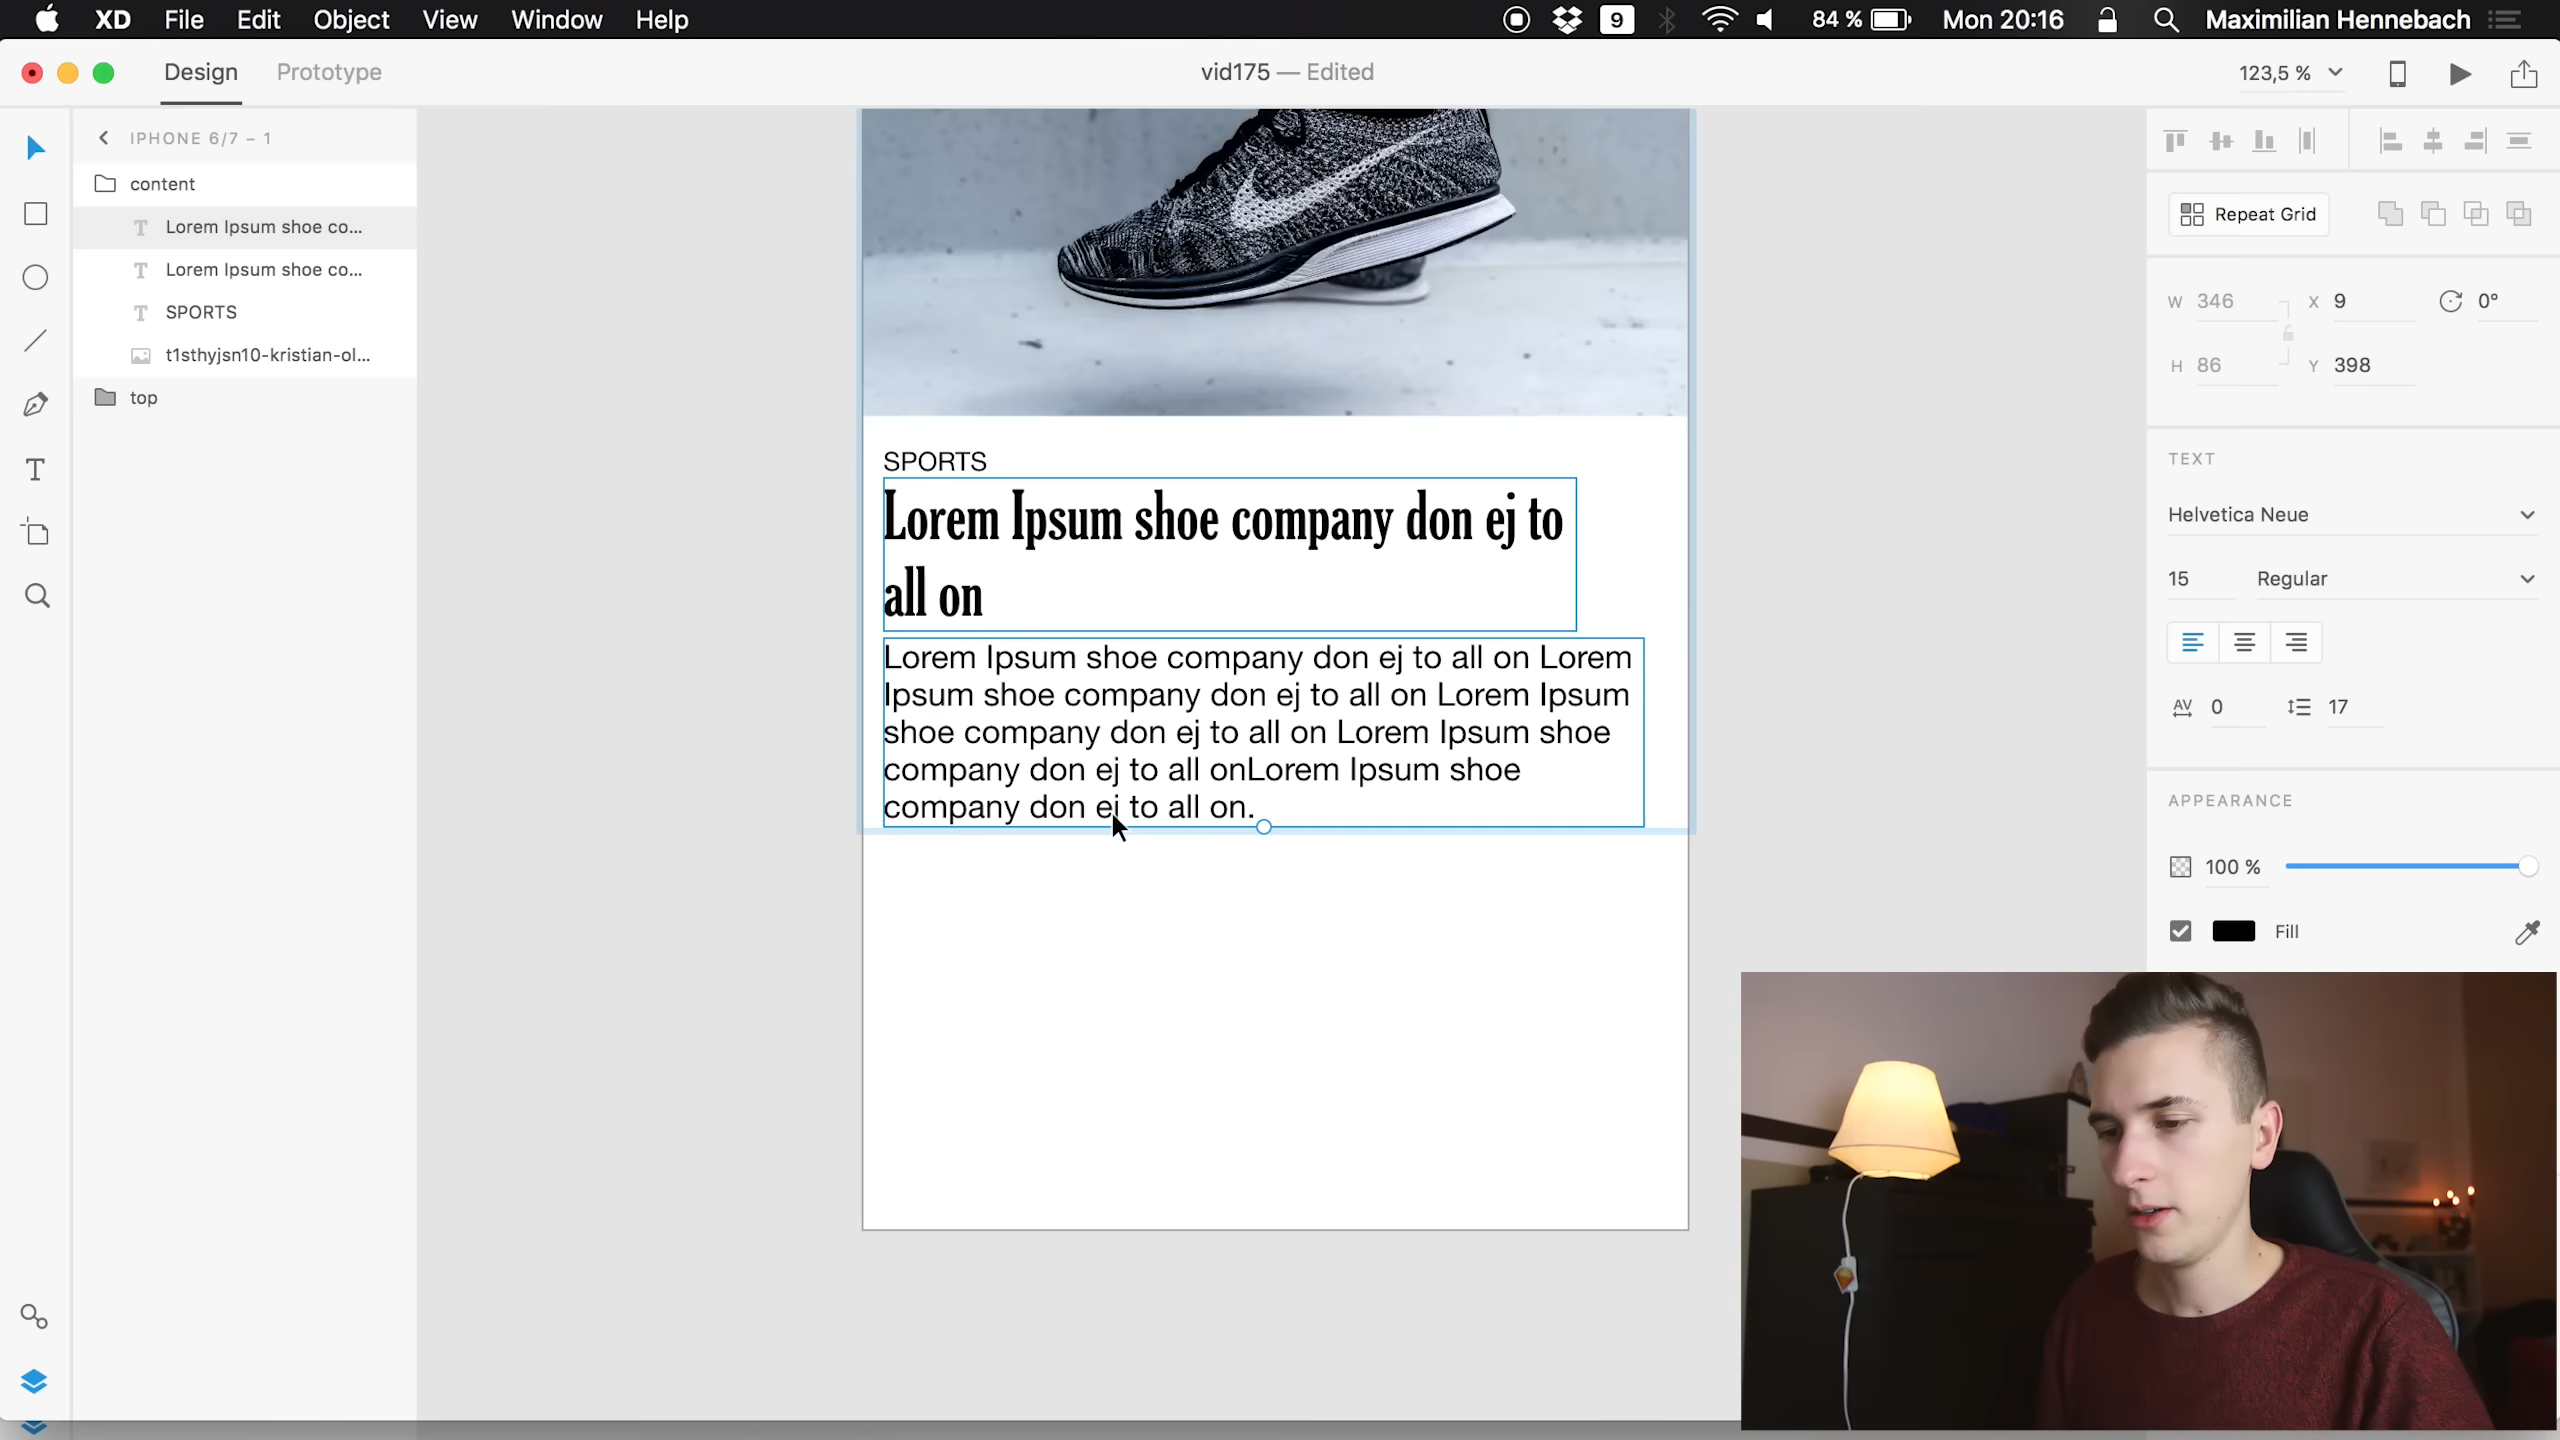 XD File Edit Object View Window Help 9 84 % Mon 20:16 Maximilian Hennebach
Design Prototype vid175 — Edited 123,5 %
IPHONE 6/7 – 1
content
Lorem Ipsum shoe co...
Lorem Ipsum shoe co...
SPORTS
t1sthyjsn10-kristian-ol...
top
SPORTS
Lorem Ipsum shoe company don ej to
all on
Lorem Ipsum shoe company don ej to all on Lorem
Ipsum shoe company don ej to all on Lorem Ipsum
shoe company don ej to all on Lorem Ipsum shoe
company don ej to all onLorem Ipsum shoe
company don ej to all on.
Repeat Grid
W 346 X 9 0°
H 86 Y 398
TEXT
Helvetica Neue
15 Regular
AV 0 17
APPEARANCE
100 %
Fill